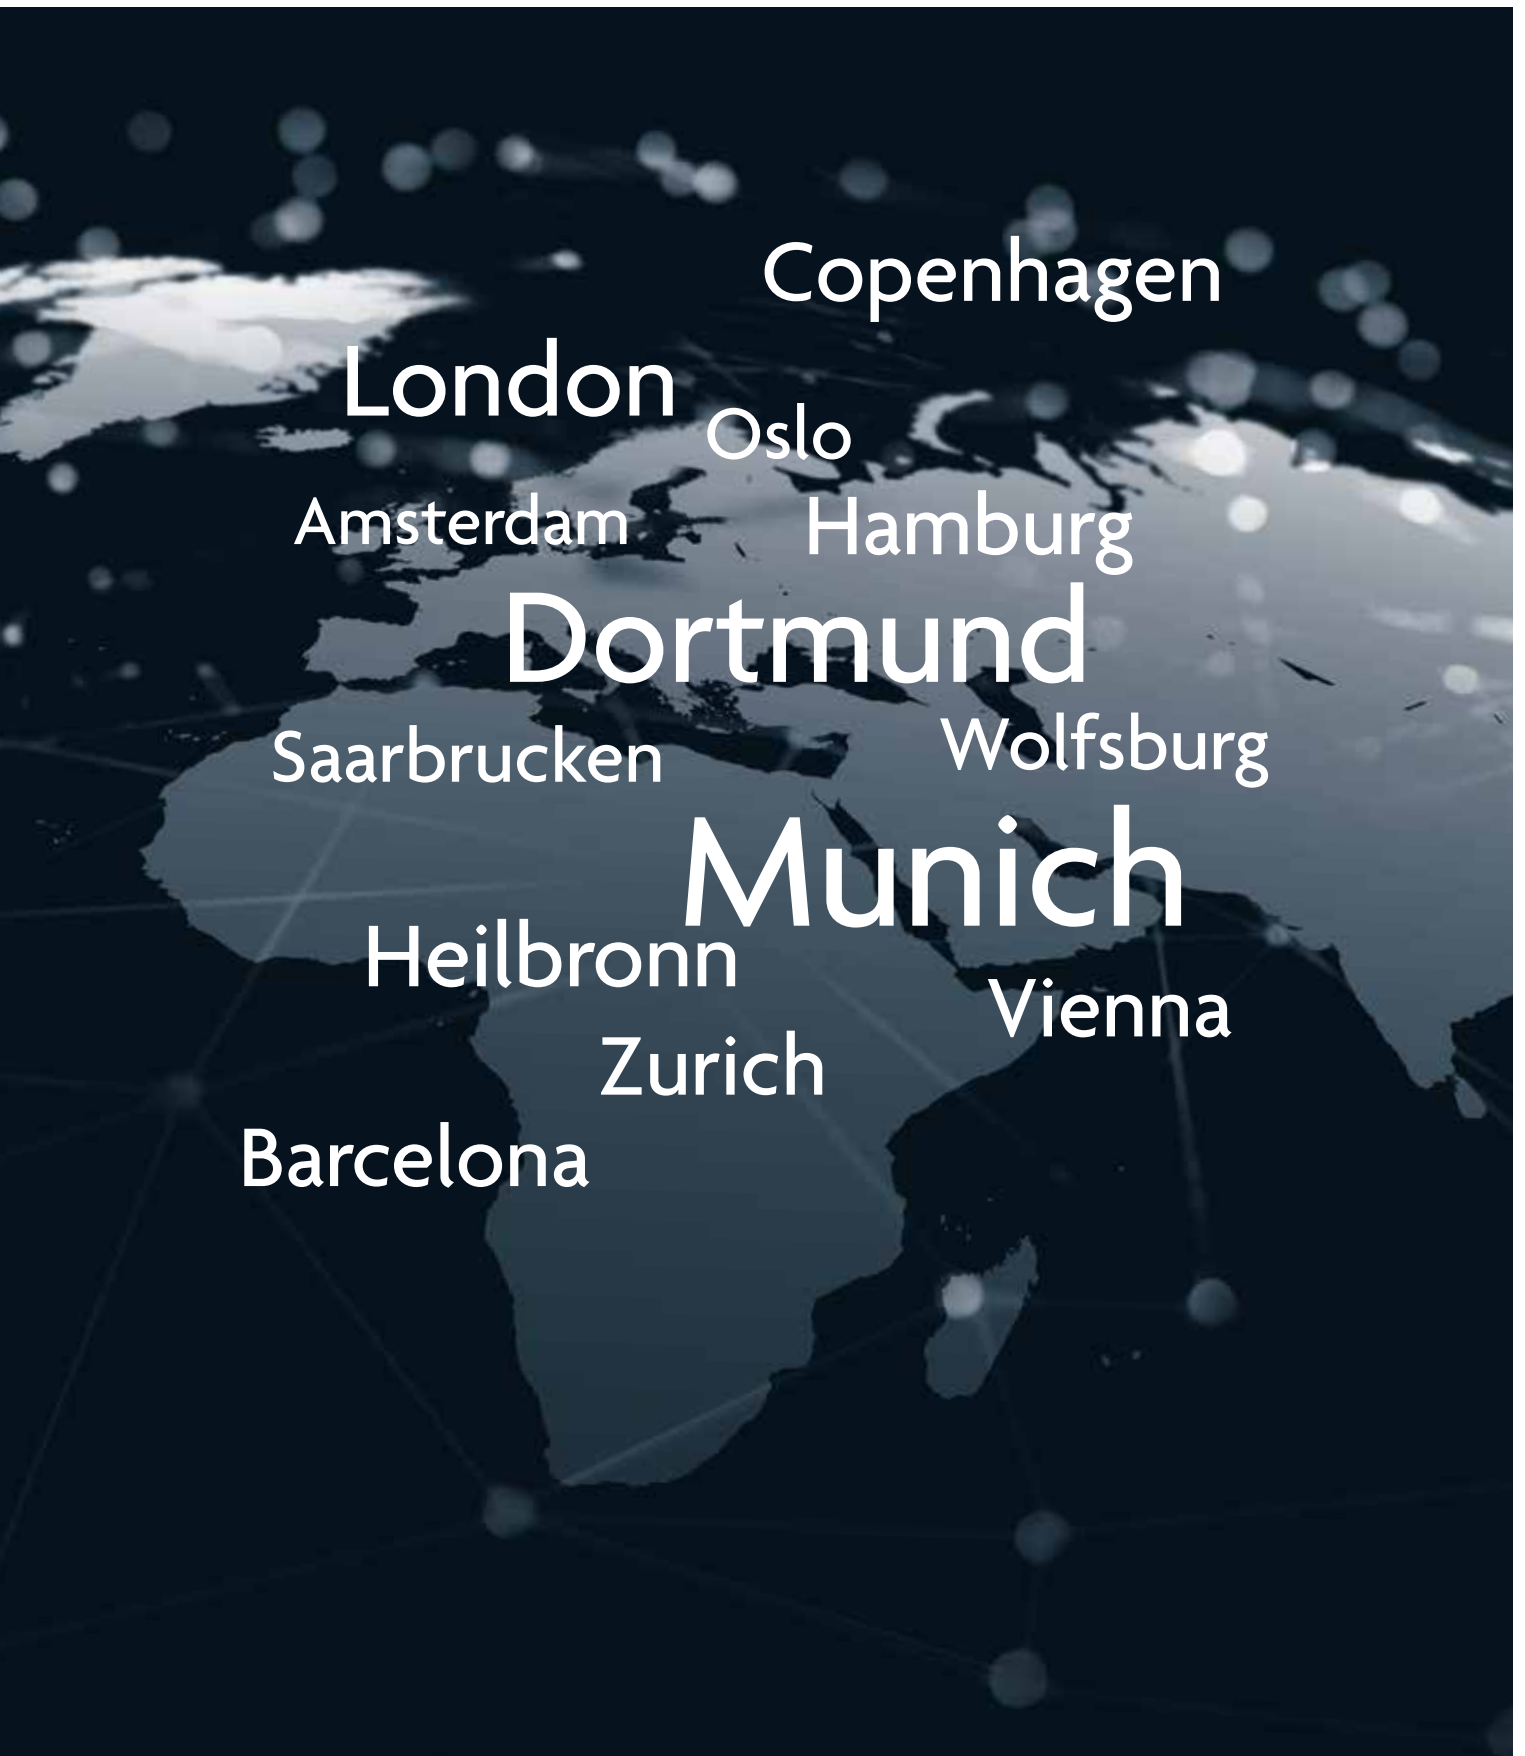 Copenhagen
London
Oslo
Amsterdam
Hamburg
Dortmund
Saarbrucken
Wolfsburg
Munich
Heilbronn
Vienna
Zurich
Barcelona